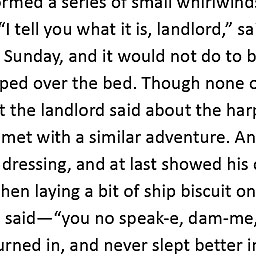 ormed a series of small whirlwinds
“I tell you what it is, landlord,” sa
Sunday, and it would not do to b
ped over the bed. Though none o
t the landlord said about the harp
met with a similar adventure. An
dressing, and at last showed his
hen laying a bit of ship biscuit on
said—“you no speak-e, dam-me,
urned in, and never slept better in